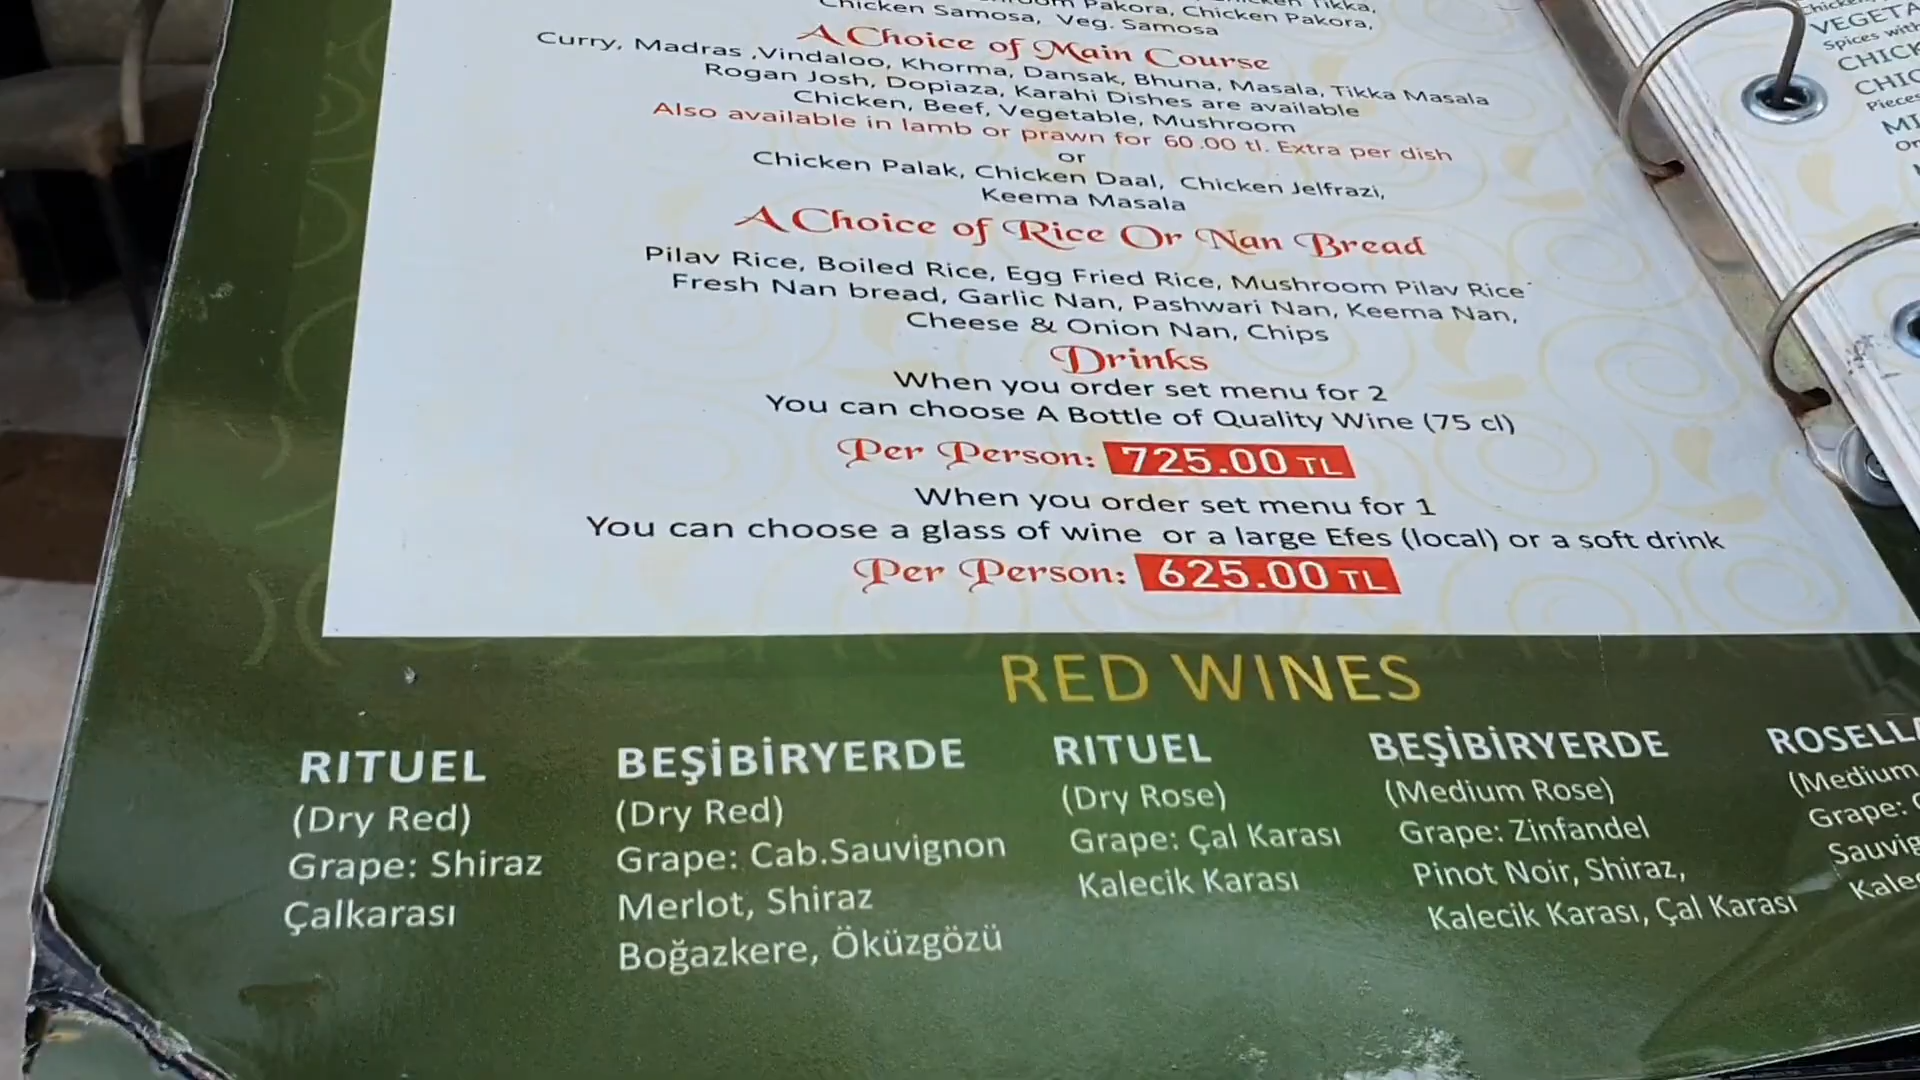 Pakora, Chicken Pakora,
Chicken Samosa, Veg. Samosa
A Choice of Main Course
Curry, Madras ,Vindaloo, Khorma, Dansak, Bhuna, Masala, Tikka Masala
Rogan Josh, Dopiaza, Karahi Dishes are available
Chicken, Beef, Vegetable, Mushroom
Also available in lamb or prawn for 60.00 tl. Extra per dish
or
Chicken Palak, Chicken Daal, Chicken Jelfrazi,
Keema Masala
A Choice of Rice Or Nan Bread
Pilav Rice, Boiled Rice, Egg Fried Rice, Mushroom Pilav Rice
Fresh Nan bread, Garlic Nan, Pashwari Nan, Keema Nan,
Cheese & Onion Nan, Chips
Drinks
When you order set menu for 2
You can choose A Bottle of Quality Wine (75 cl)
Per Person: 725.00 TL
When you order set menu for 1
You can choose a glass of wine or a large Efes (local) or a soft drink
Per Person: 625.00 TL
RED WINES
RITUEL
(Dry Red)
Grape: Shiraz
Çalkarası
BEŞİBİRYERDE
(Dry Red)
Grape: Cab.Sauvignon
Merlot, Shiraz
Boğazkere, Öküzgözü
RITUEL
(Dry Rose)
Grape: Çal Karası
Kalecik Karası
BEŞİBİRYERDE
(Medium Rose)
Grape: Zinfandel
Pinot Noir, Shiraz,
Kalecik Karası, Çal Karası
(Medium
Grape:
Spices with
Pieces